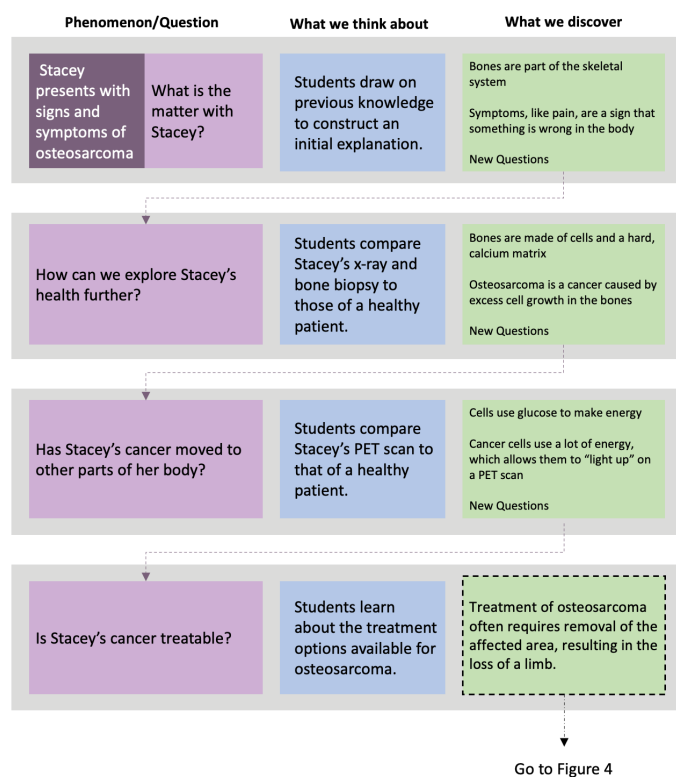 Phenomenon/Question
What we think about
What we discover
Stacey
presents with
signs and
symptoms of
osteosarcoma
What is the
matter with
Stacey?
Students draw on
previous knowledge
to construct an
initial explanation.
Bones are part of the skeletal
system
Symptoms, like pain, are a sign that
something is wrong in the body
New Questions
How can we explore Stacey’s
health further?
Students compare
Stacey’s x-ray and
bone biopsy to
those of a healthy
patient.
Bones are made of cells and a hard,
calcium matrix
Osteosarcoma is a cancer caused by
excess cell growth in the bones
New Questions
Has Stacey’s cancer moved to
other parts of her body?
Students compare
Stacey’s PET scan to
that of a healthy
patient.
Cells use glucose to make energy
Cancer cells use a lot of energy,
which allows them to “light up” on
a PET scan
New Questions
Is Stacey’s cancer treatable?
Students learn
about the treatment
options available for
osteosarcoma.
Treatment of osteosarcoma
often requires removal of the
affected area, resulting in the
loss of a limb.
Go to Figure 4